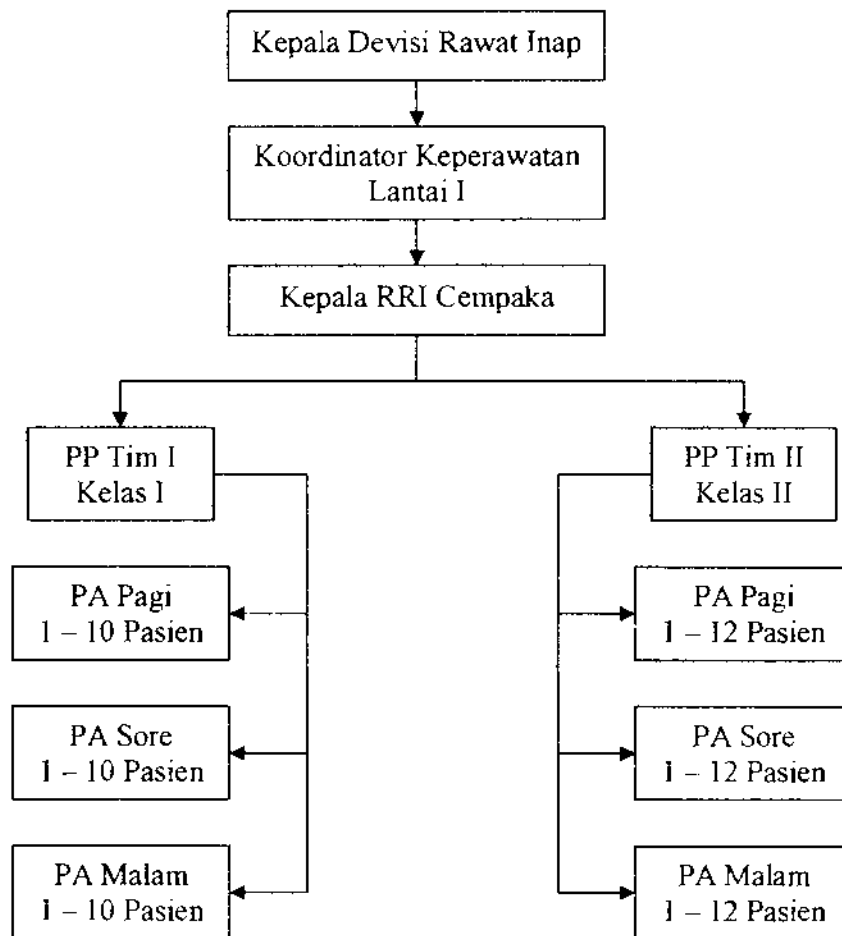 Kepala Devisi Rawat Inap
Koordinator Keperawatan
Lantai I
Kepala RRI Cempaka
PP Tim I
Kelas I
PP Tim II
Kelas II
PA Pagi
1 – 10 Pasien
PA Pagi
1 – 12 Pasien
PA Sore
1 – 10 Pasien
PA Sore
1 – 12 Pasien
PA Malam
1 – 10 Pasien
PA Malam
1 – 12 Pasien